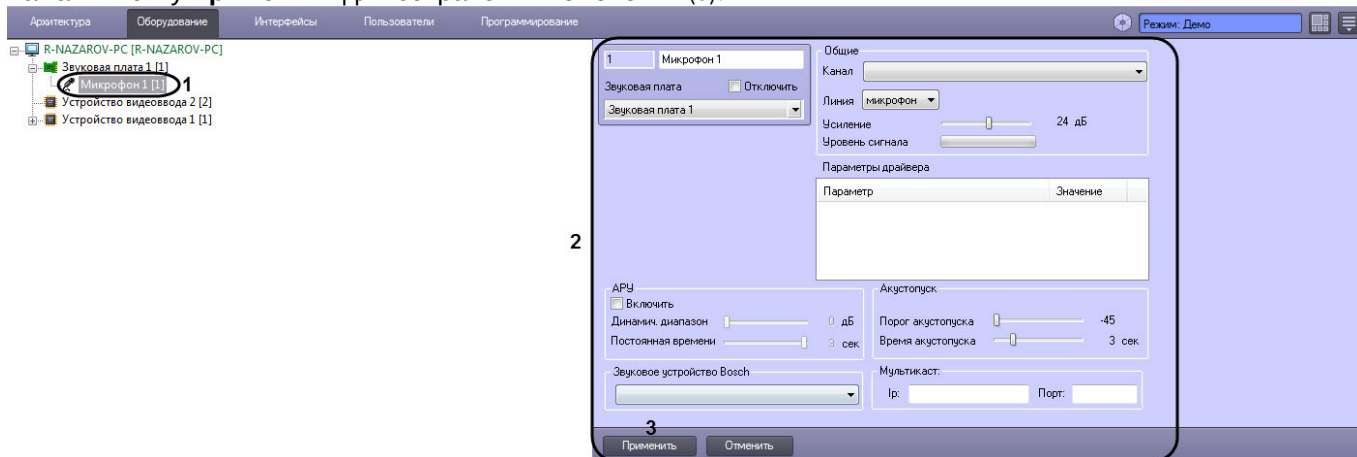 Архитектура Оборудование Интерфейсы Пользователи Программирование Режим: Демо
R-NAZAROV-PC [R-NAZAROV-PC]
Звуковая плата 1 [1]
Микрофон 1 [1] 1
Устройство видеоввода 2 [2]
Устройство видеоввода 1 [1]
2
1 Микрофон 1
Звуковая плата Отключить
Звуковая плата 1
Общие
Канал
Линия микрофон
Усиление 24 дБ
Уровень сигнала
Параметры драйвера
Параметр Значение
АРУ
Включить
Динамич. диапазон 0 дБ
Постоянная времени 3 сек
Акустопуск
Порог акустопуска -45
Время акустопуска 3 сек
Звуковое устройство Bosch
Мультикаст:
Ip: Порт:
3
Применить Отменить